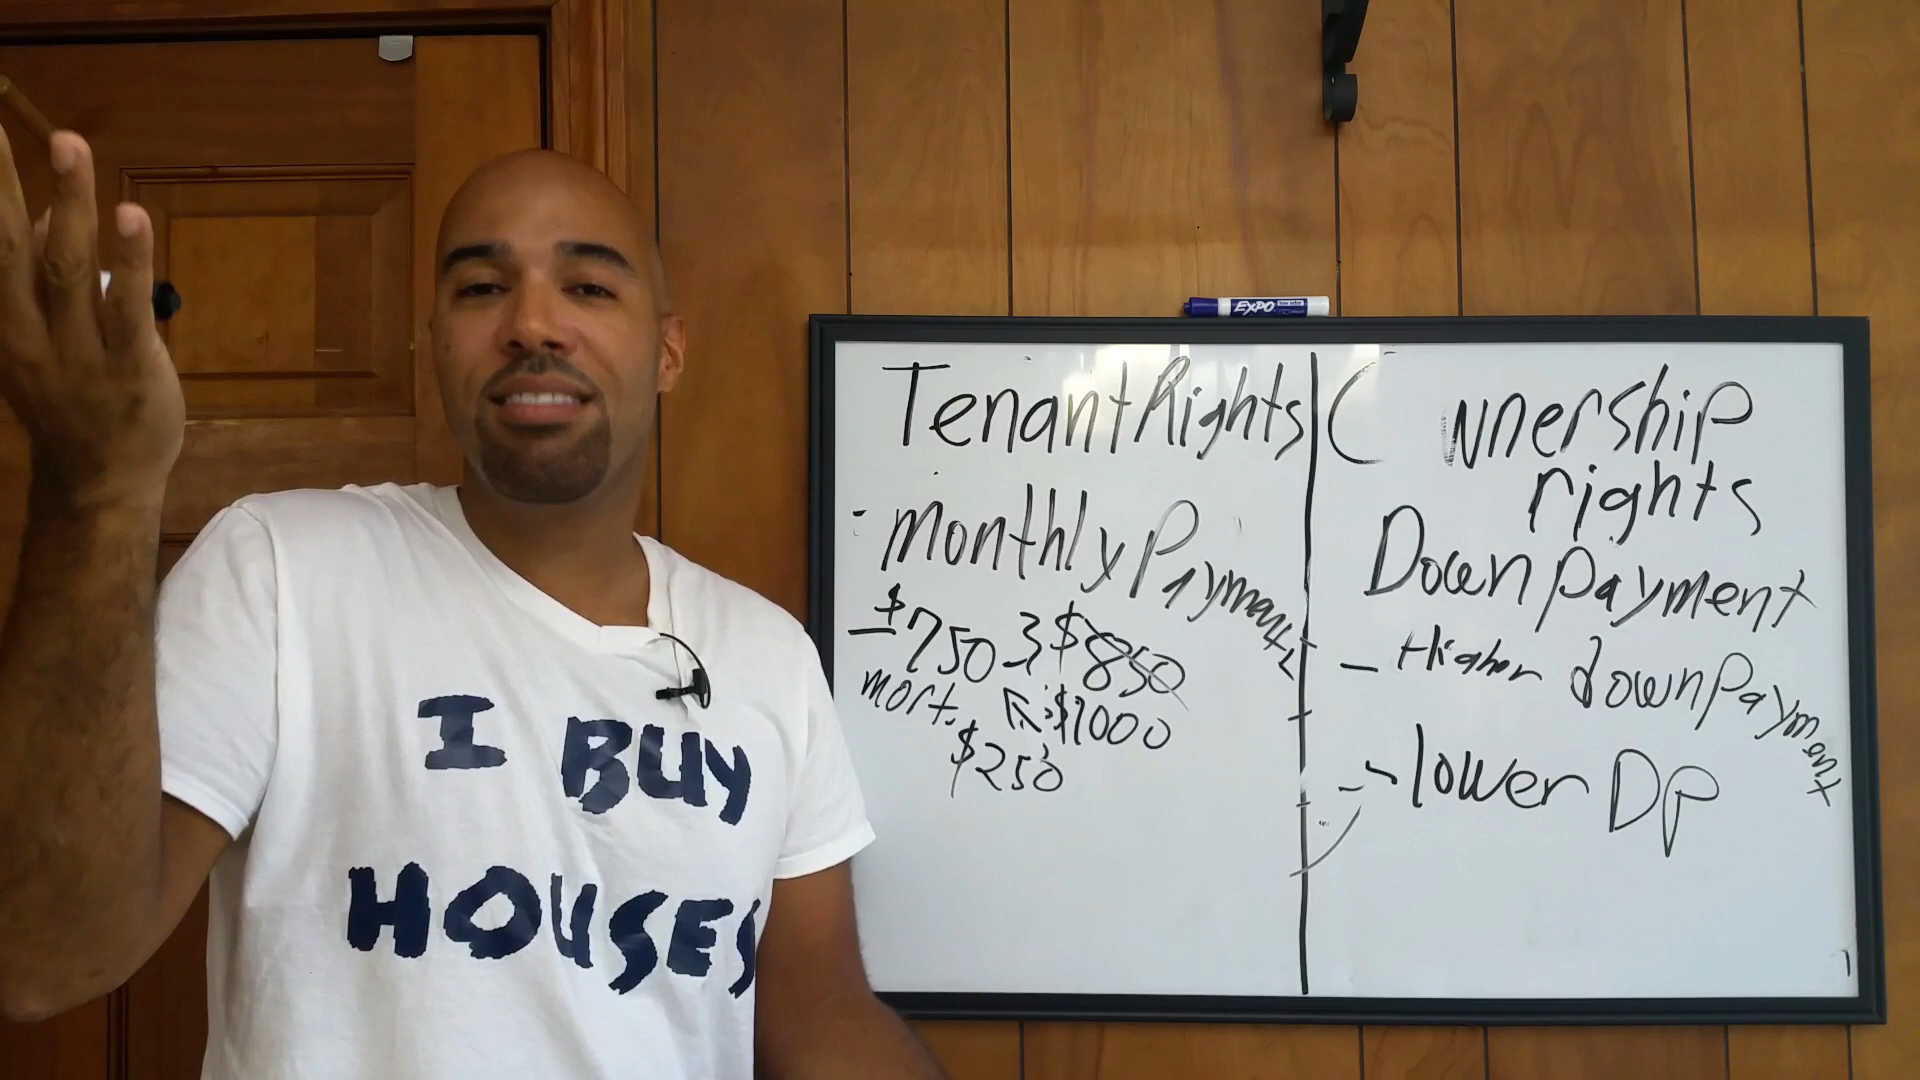 I BUY
HOUSES
EXPO
Tenant Rights
- Monthly Payment
$750 $850
mort. $1000
$250
Ownership
rights
Down Payment
- Higher down Payment
- lower DP